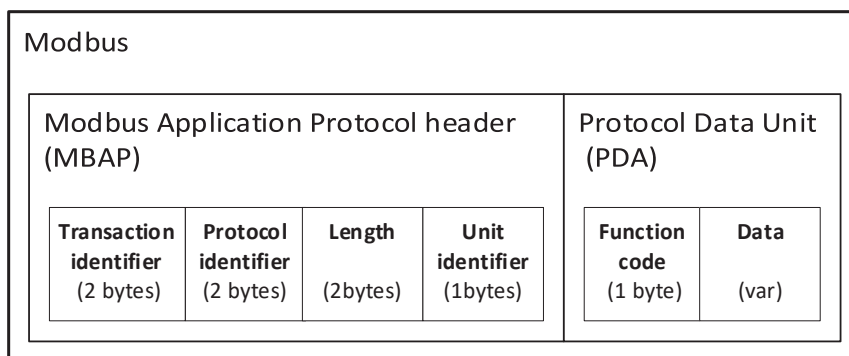 Modbus
Modbus Application Protocol header
(MBAP)
Protocol Data Unit
(PDA)
Transaction
identifier
(2 bytes)
Protocol
identifier
(2 bytes)
Length
(2bytes)
Unit
identifier
(1bytes)
Function
code
(1 byte)
Data
(var)